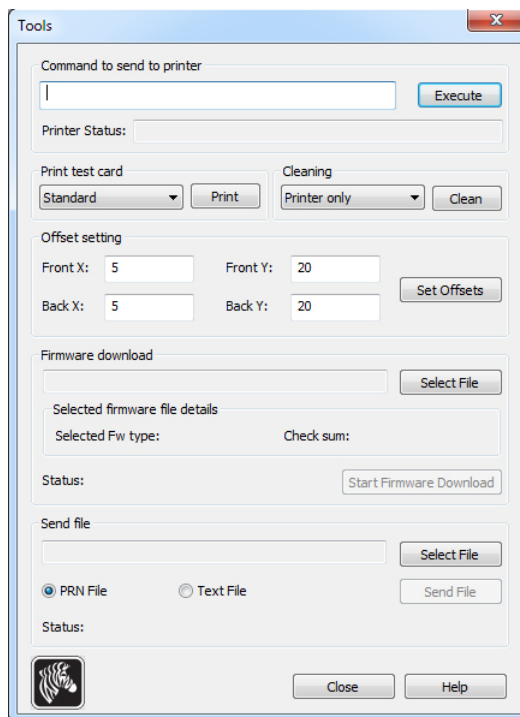 Tools
X
Command to send to printer
Execute
Printer Status:
Print test card
Cleaning
Standard Print Printer only Clean
Offset setting
Front X: 5 Front Y: 20
Set Offsets
Back X: 5 Back Y: 20
Firmware download
Select File
Selected firmware file details
Selected Fw type: Check sum:
Status: Start Firmware Download
Send file
Select File
PRN File Text File Send File
Status:
Close Help